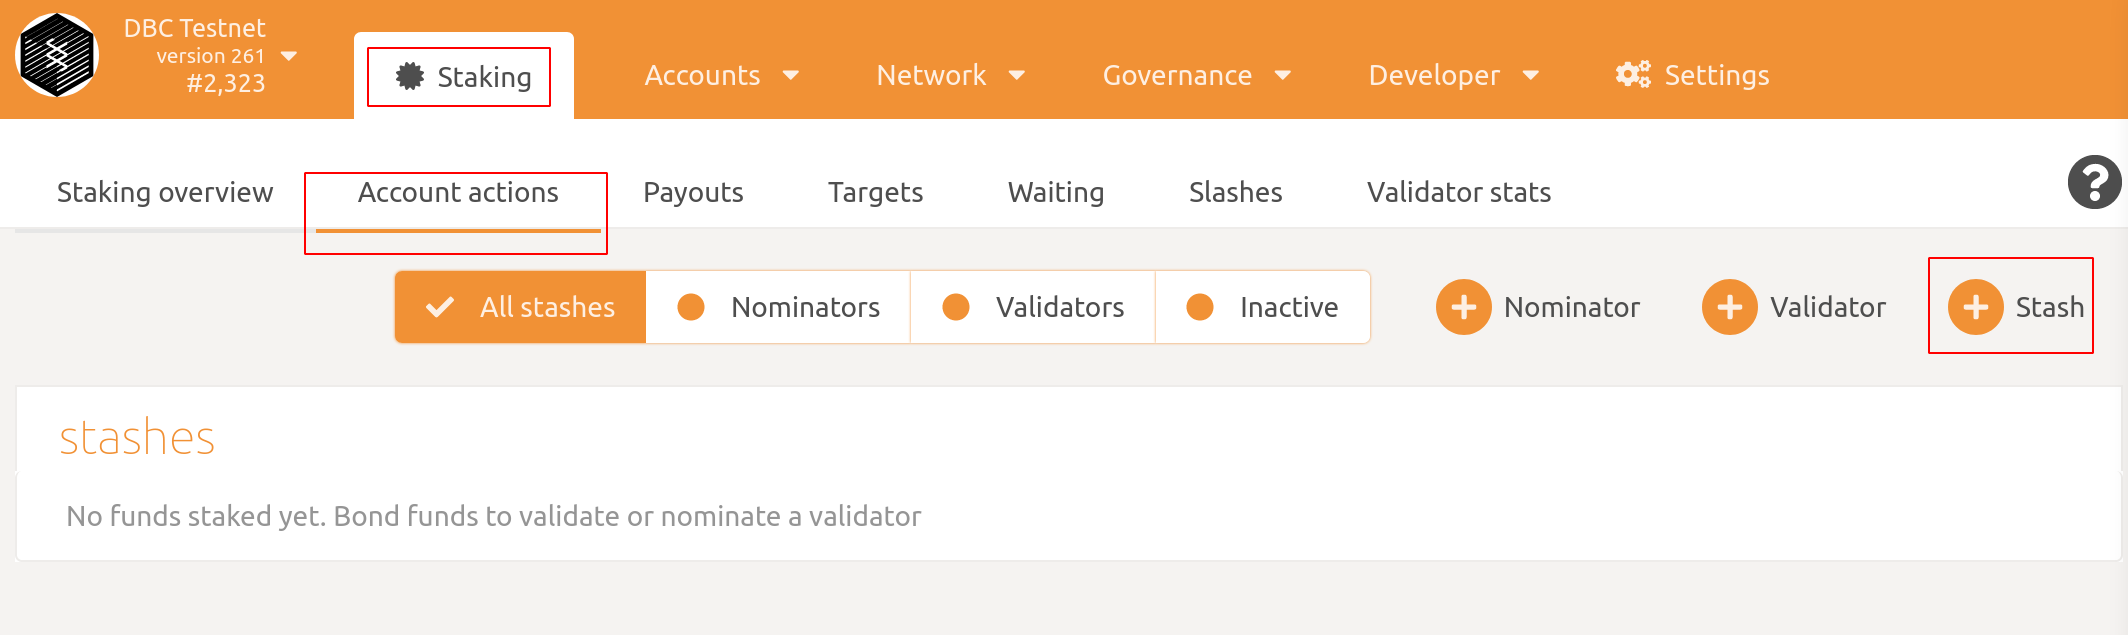 DBC Testnet
version 261
#2,323
Staking
Accounts
Network
Governance
Developer
Settings
Staking overview
Account actions
Payouts
Targets
Waiting
Slashes
Validator stats
?
All stashes
Nominators
Validators
Inactive
Nominator
Validator
Stash
stashes
No funds staked yet. Bond funds to validate or nominate a validator